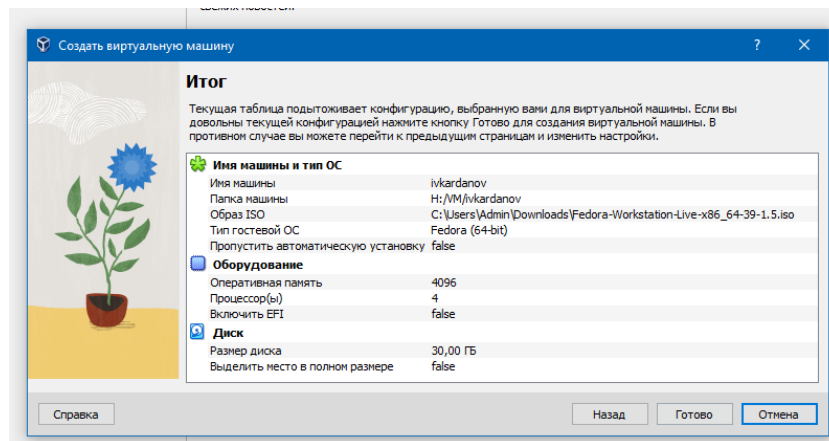 свежих новостей.
Создать виртуальную машину
Итог
Текущая таблица подытоживает конфигурацию, выбранную вами для виртуальной машины. Если вы
довольны текущей конфигурацией нажмите кнопку Готово для создания виртуальной машины. В
противном случае вы можете перейти к предыдущим страницам и изменить настройки.
Имя машины и тип ОС
Имя машины ivkardanov
Папка машины H:/VM/ivkardanov
Образ ISO C:\Users\Admin\Downloads\Fedora-Workstation-Live-x86_64-39-1.5.iso
Тип гостевой ОС Fedora (64-bit)
Пропустить автоматическую установку false
Оборудование
Оперативная память 4096
Процессор(ы) 4
Включить EFI false
Диск
Размер диска 30,00 ГБ
Выделить место в полном размере false
Справка Назад Готово Отмена